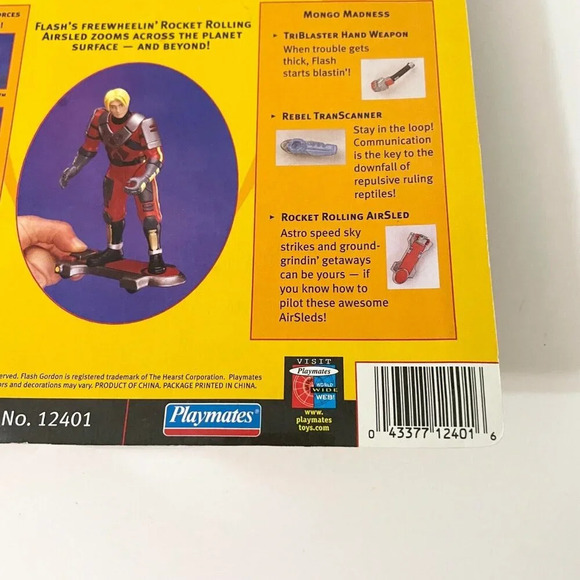 ORCES
FLASH'S FREEWHEELIN' ROCKET ROLLING
AIRSLED ZOOMS ACROSS THE PLANET
SURFACE — AND BEYOND!
MONGO MADNESS
► TRIBLASTER HAND WEAPON
When trouble gets
thick, Flash
starts blastin'!
► REBEL TRANSCANNER
Stay in the loop!
Communication
is the key to the
downfall of
repulsive ruling
reptiles!
► ROCKET ROLLING AIRSLED
Astro speed sky
strikes and ground-
grindin' getaways
can be yours — if
you know how to
pilot these awesome
AirSleds!
erved. Flash Gordon is registered trademark of The Hearst Corporation. Playmates
ors and decorations may vary. PRODUCT OF CHINA. PACKAGE PRINTED IN CHINA.
No. 12401
Playmates®
VISIT
Playmates
WORLD
WIDE
WEB!
www.
playmates
toys.com
0 43377 12401 6